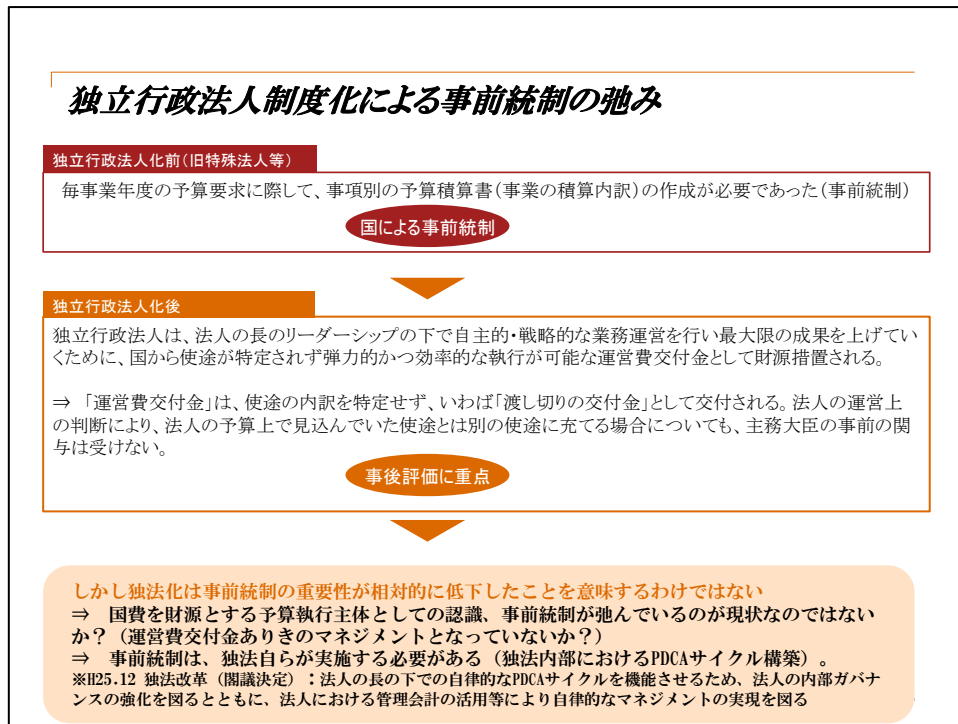 独立行政法人制度化による事前統制の弛み
独立行政法人化前（旧特殊法人等）
毎事業年度の予算要求に際して、事項別の予算積算書（事業の積算内訳）の作成が必要であった（事前統制）
国による事前統制
独立行政法人化後
独立行政法人は、法人の長のリーダーシップの下で自主的・戦略的な業務運営を行い最大限の成果を上げてい
くために、国から使途が特定されず弾力的かつ効率的な執行が可能な運営費交付金として財源措置される。
⇒ 「運営費交付金」は、使途の内訳を特定せず、いわば「渡し切りの交付金」として交付される。法人の運営上
の判断により、法人の予算上で見込んでいた使途とは別の使途に充てる場合についても、主務大臣の事前の関
与は受けない。
事後評価に重点
しかし独法化は事前統制の重要性が相対的に低下したことを意味するわけではない
⇒ 国費を財源とする予算執行主体としての認識、事前統制が弛んでいるのが現状なのではない
か？（運営費交付金ありきのマネジメントとなっていないか？）
⇒ 事前統制は、独法自らが実施する必要がある（独法内部におけるPDCAサイクル構築）。
※H25.12 独法改革（閣議決定）：法人の長の下での自律的なPDCAサイクルを機能させるため、法人の内部ガバナ
ンスの強化を図るとともに、法人における管理会計の活用等により自律的なマネジメントの実現を図る